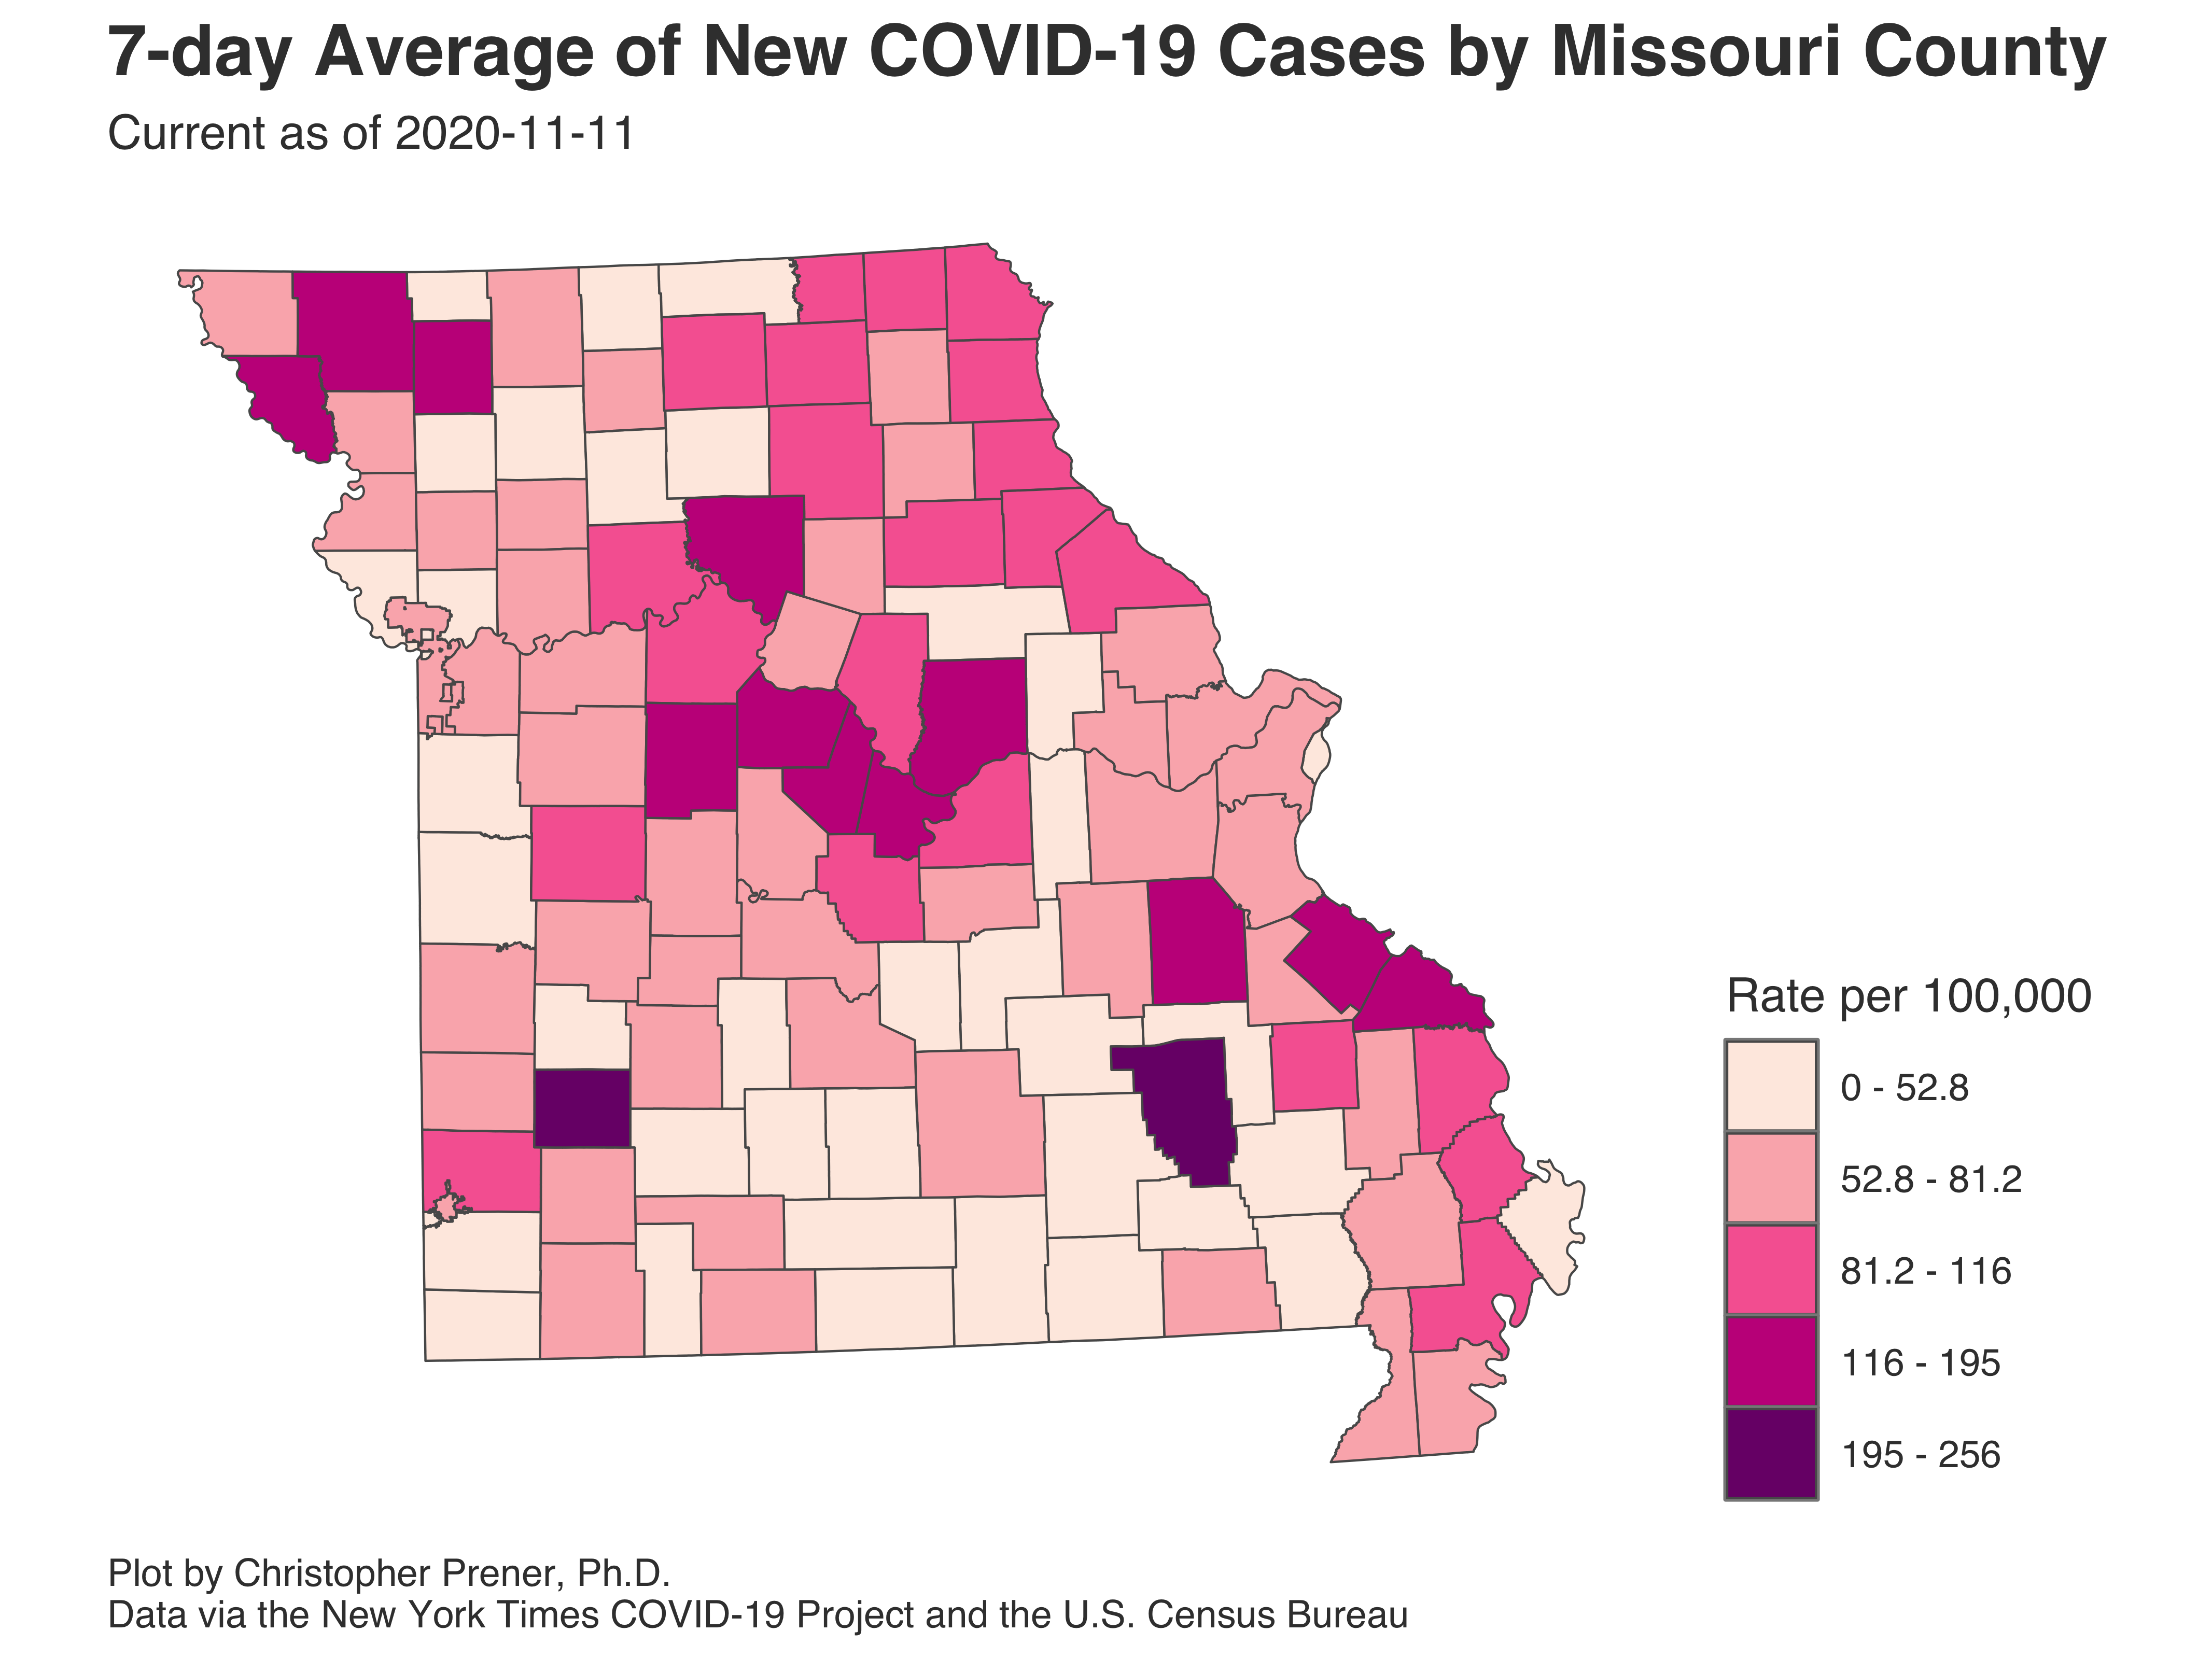 7-day Average of New COVID-19 Cases by Missouri County
Current as of 2020-11-11
Rate per 100,000
0 - 52.8
52.8 - 81.2
81.2 - 116
116 - 195
195 - 256
Plot by Christopher Prener, Ph.D.
Data via the New York Times COVID-19 Project and the U.S. Census Bureau